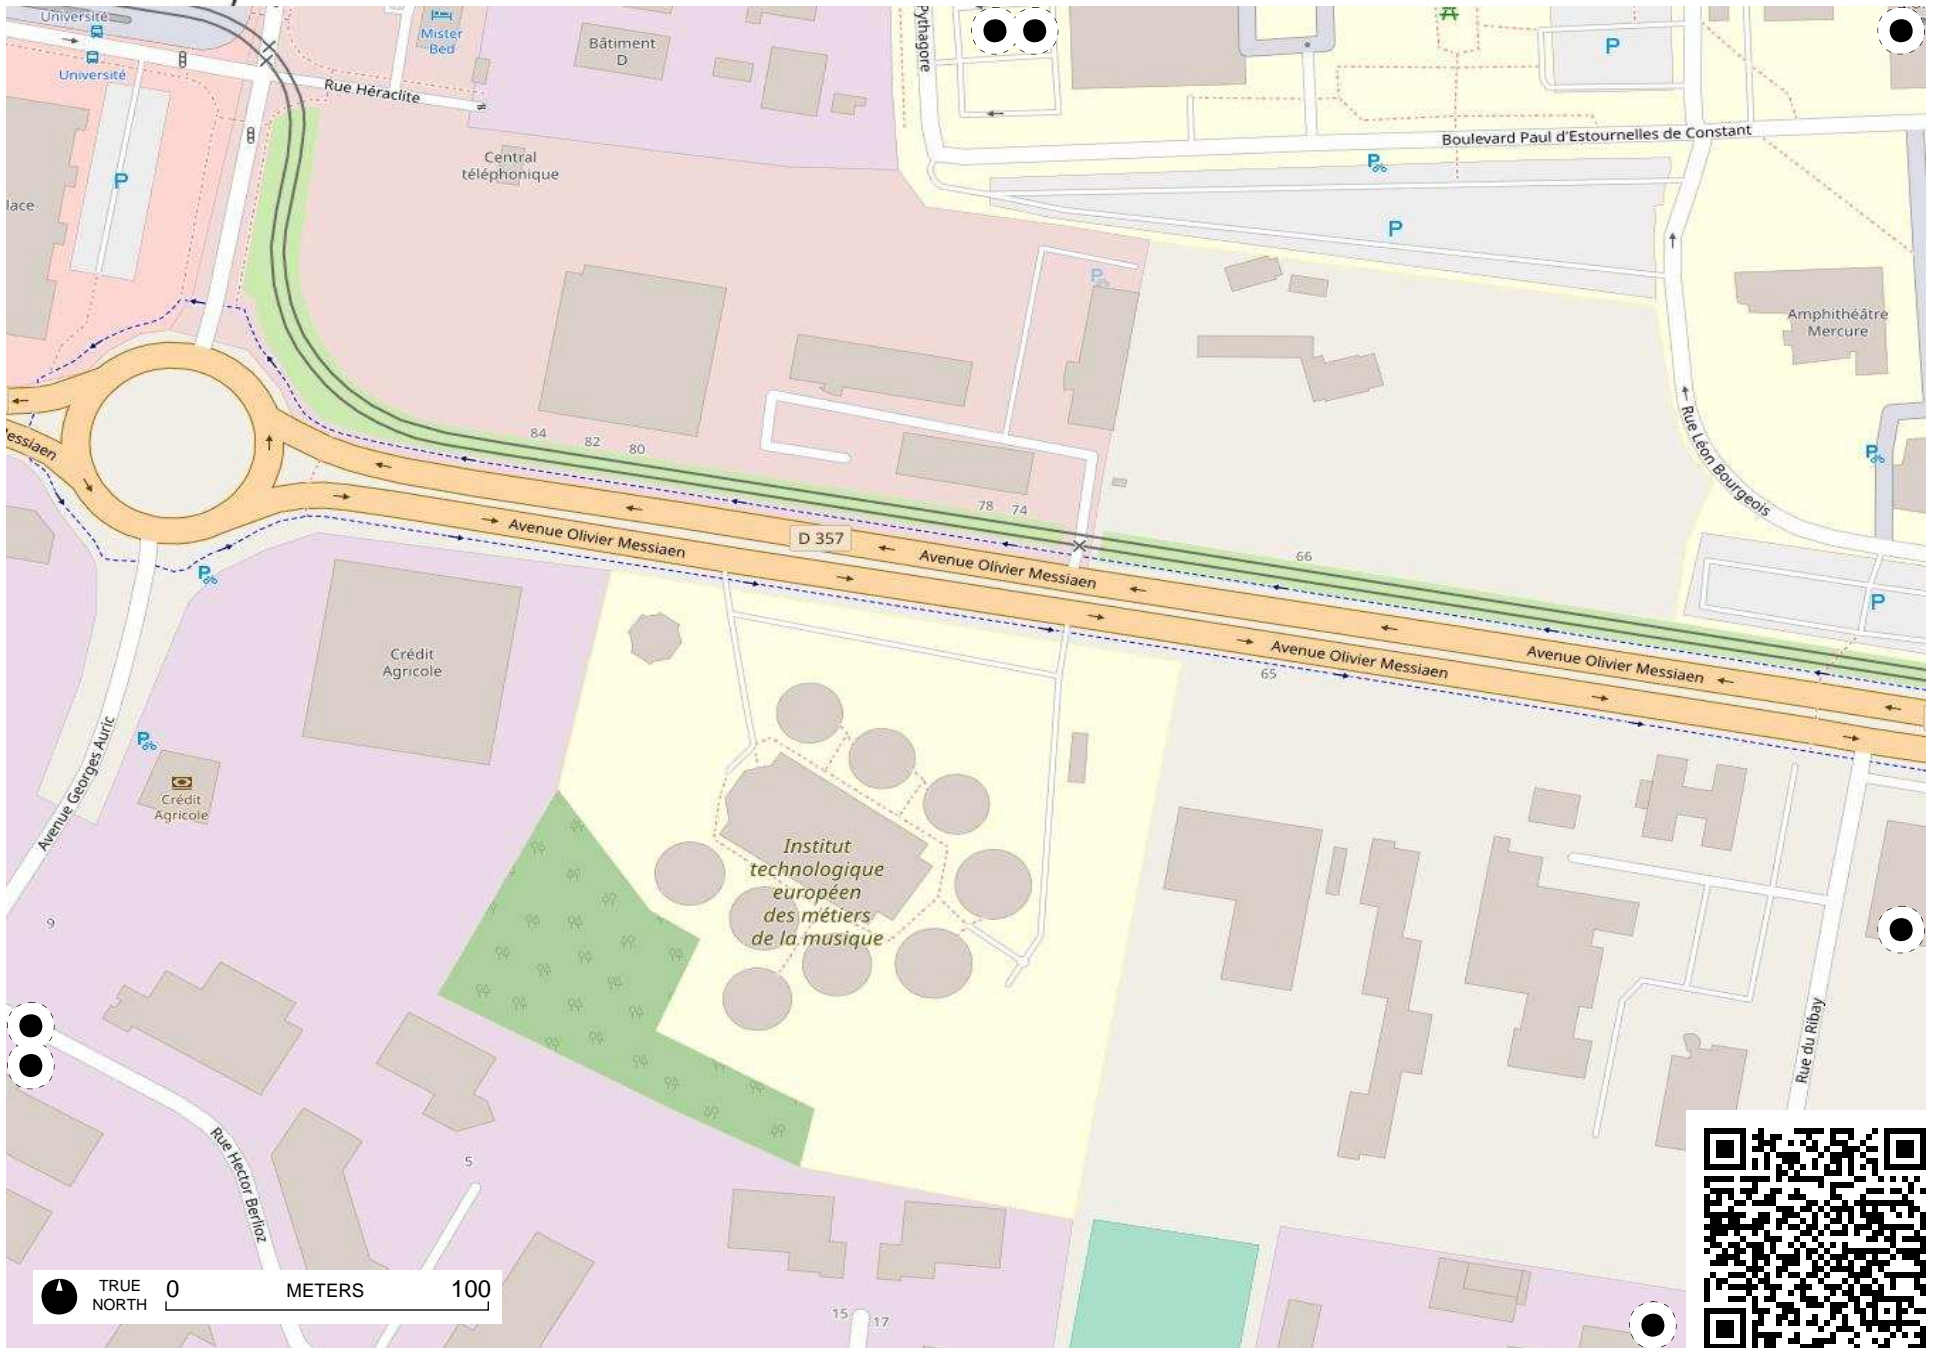 Université
Université
Mister
Bed
Rue Héraclite
Bâtiment
D
Pythagore
P
Boulevard Paul d'Estournelles de Constant
P
P
P
P
Central
téléphonique
lace
P
Amphithéâtre
Mercure
Rue Léon Bourgeois
P
essiaen
84
82
80
78
74
66
Avenue Olivier Messiaen
D 357
Avenue Olivier Messiaen
Avenue Olivier Messiaen
Avenue Olivier Messiaen
65
P
P
Crédit
Agricole
P
Crédit
Agricole
Avenue Georges Auric
9
Institut
technologique
européen
des métiers
de la musique
Rue du Ribay
Rue Hector Berlioz
5
15
17
TRUE
NORTH
0
METERS
100